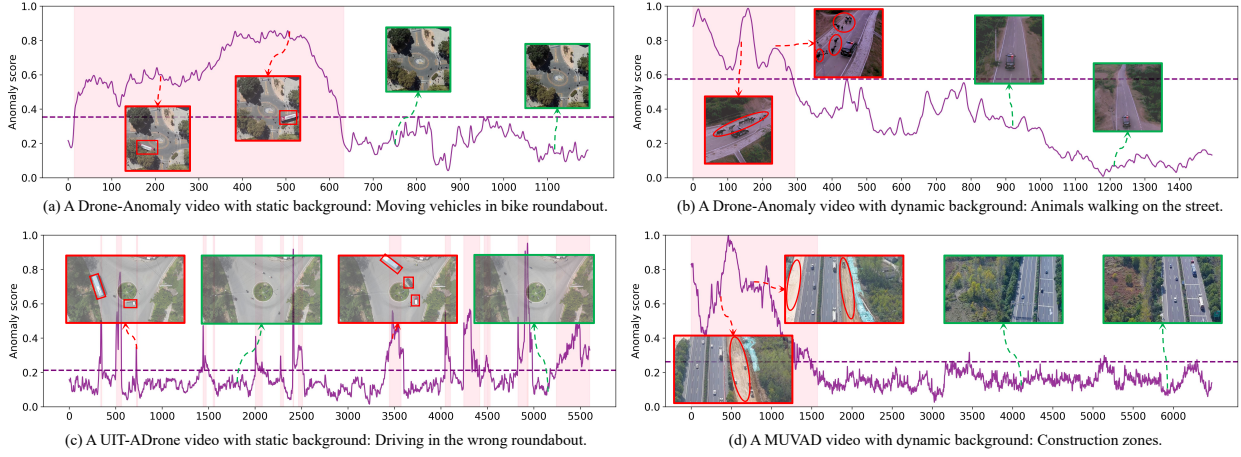 1.0
0.8
0.6
0.4
0.2
0.0
Anomaly score
0 100 200 300 400 500 600 700 800 900 1000 1100
(a) A Drone-Anomaly video with static background: Moving vehicles in bike roundabout.
1.0
0.8
0.6
0.4
0.2
0.0
Anomaly score
0 100 200 300 400 500 600 700 800 900 1000 1100 1200 1300 1400
(b) A Drone-Anomaly video with dynamic background: Animals walking on the street.
1.0
0.8
0.6
0.4
0.2
0.0
Anomaly score
0 500 1000 1500 2000 2500 3000 3500 4000 4500 5000 5500
(c) A UIT-ADrone video with static background: Driving in the wrong roundabout.
1.0
0.8
0.6
0.4
0.2
0.0
Anomaly score
0 500 1000 1500 2000 2500 3000 3500 4000 4500 5000 5500 6000
(d) A MUVAD video with dynamic background: Construction zones.